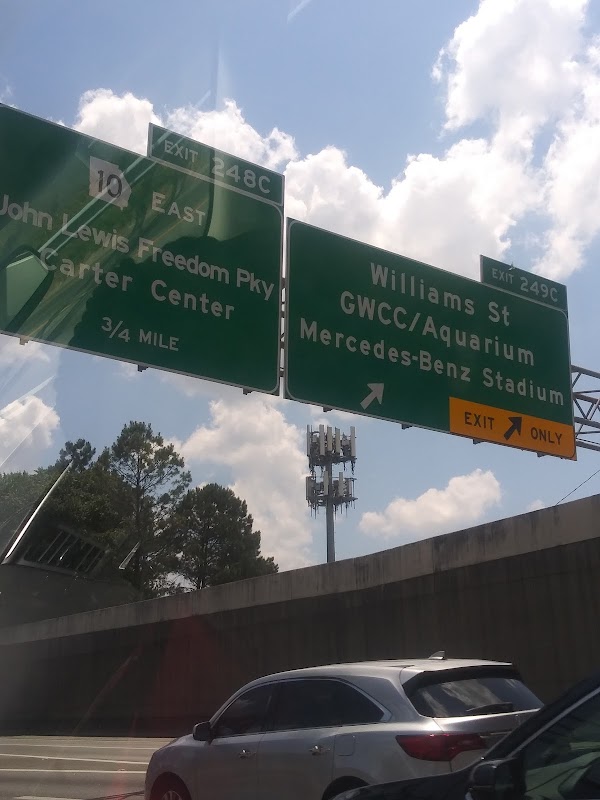 EXIT 248C
10 EAST
John Lewis Freedom Pky
Carter Center
3/4 MILE
EXIT 249C
Williams St
GWCC/Aquarium
Mercedes-Benz Stadium
EXIT ONLY